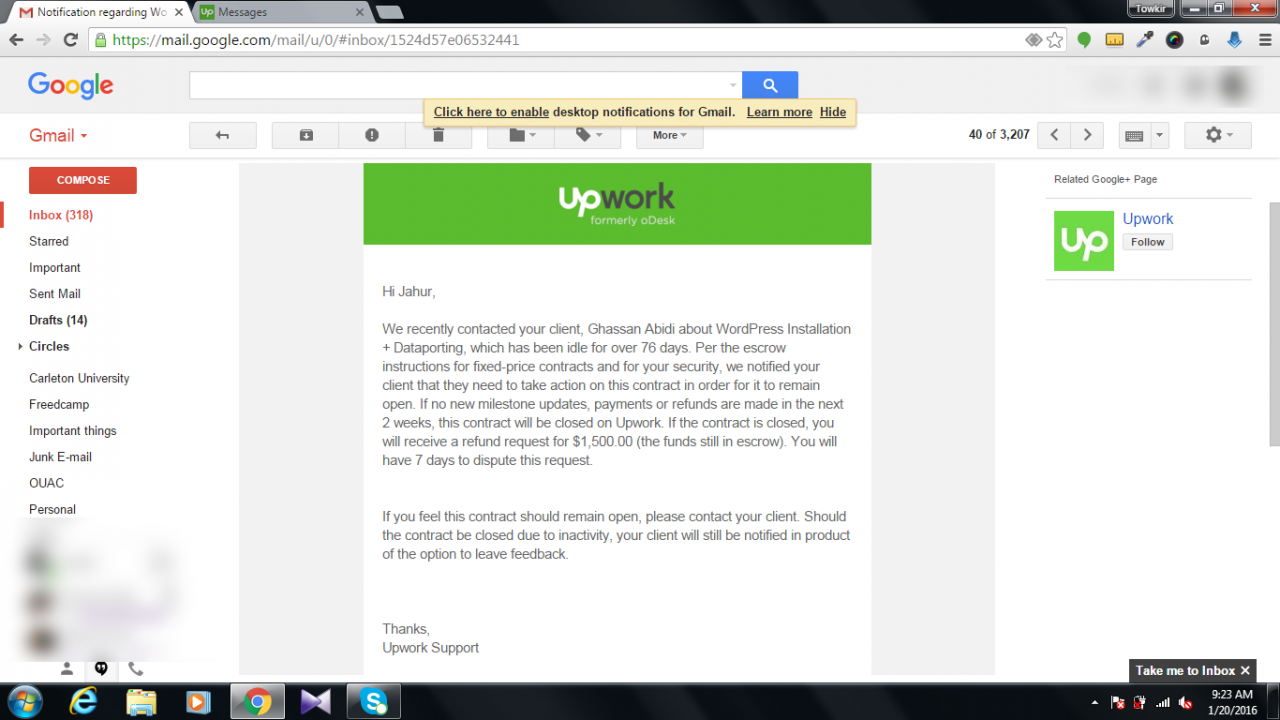 Notification regarding Wo
Messages
Towkir
https://mail.google.com/mail/u/0/#inbox/1524d57e06532441
Google
Click here to enable desktop notifications for Gmail. Learn more Hide
Gmail
More
40 of 3,207
COMPOSE
Inbox (318)
Starred
Important
Sent Mail
Drafts (14)
Circles
Carleton University
Freedcamp
Important things
Junk E-mail
OUAC
Personal
upwork
formerly oDesk
Hi Jahur,
We recently contacted your client, Ghassan Abidi about WordPress Installation
+ Dataporting, which has been idle for over 76 days. Per the escrow
instructions for fixed-price contracts and for your security, we notified your
client that they need to take action on this contract in order for it to remain
open. If no new milestone updates, payments or refunds are made in the next
2 weeks, this contract will be closed on Upwork. If the contract is closed, you
will receive a refund request for $1,500.00 (the funds still in escrow). You will
have 7 days to dispute this request.
If you feel this contract should remain open, please contact your client. Should
the contract be closed due to inactivity, your client will still be notified in product
of the option to leave feedback.
Thanks,
Upwork Support
Related Google+ Page
Up
Upwork
Follow
Take me to Inbox ✕
9:23 AM
1/20/2016